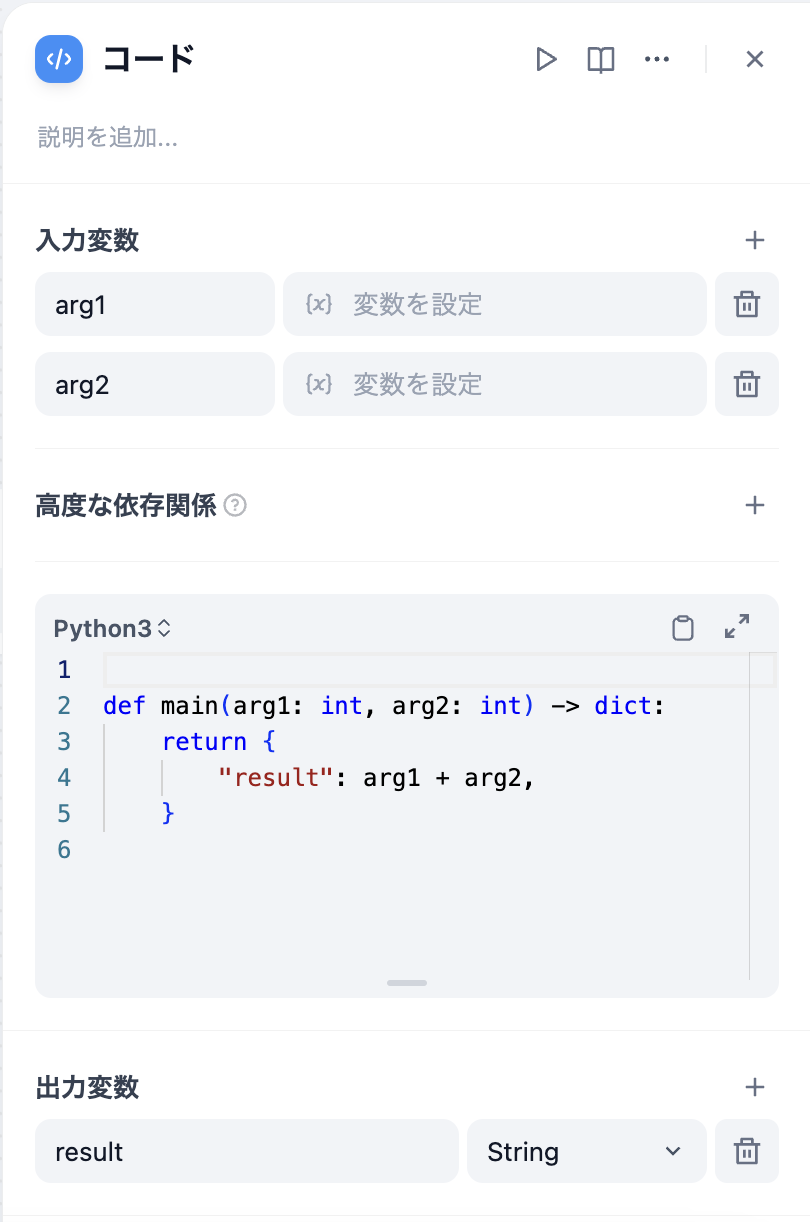 </> コード
説明を追加...
入力変数
arg1 {x} 変数を設定
arg2 {x} 変数を設定
高度な依存関係 ?
Python3
1
2 def main(arg1: int, arg2: int) -> dict:
3     return {
4         "result": arg1 + arg2,
5     }
6
出力変数
result String